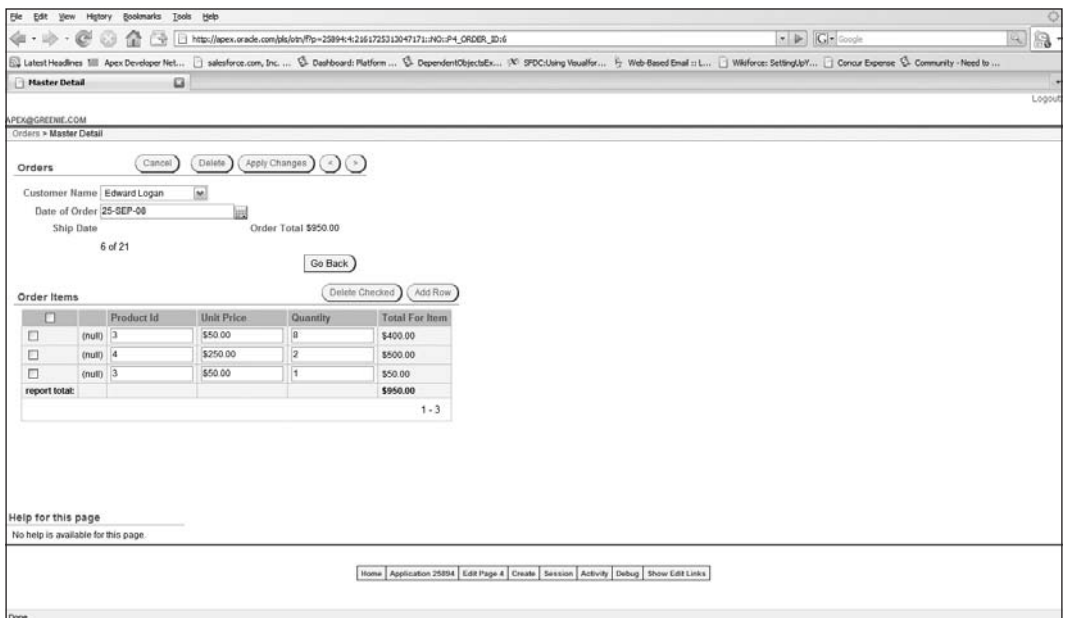 File Edit View History Bookmarks Tools Help
http://apex.oracle.com/pls/otn/f?p=25894:4:2161725313047171::NO::P4_ORDER_ID:6
Google
Latest Headlines Apex Developer Net... salesforce.com, Inc. ... Dashboard: Platform ... DependentObjectsEx... SFDC:Using Visualfor... Web-Based Email :: L... Wikiforce: SettingUpY... Concur Expense Community - Need to ...
Master Detail
Logout
APEX@GREENIE.COM
Orders > Master Detail
Orders Cancel Delete Apply Changes < >
Customer Name Edward Logan
Date of Order 25-SEP-08
Ship Date Order Total $950.00
6 of 21
Go Back
Order Items Delete Checked Add Row
Product Id Unit Price Quantity Total For Item
(null) 3 $50.00 8 $400.00
(null) 4 $250.00 2 $500.00
(null) 3 $50.00 1 $50.00
report total: $950.00
1 - 3
Help for this page
No help is available for this page.
Home Application 25894 Edit Page 4 Create Session Activity Debug Show Edit Links
Done